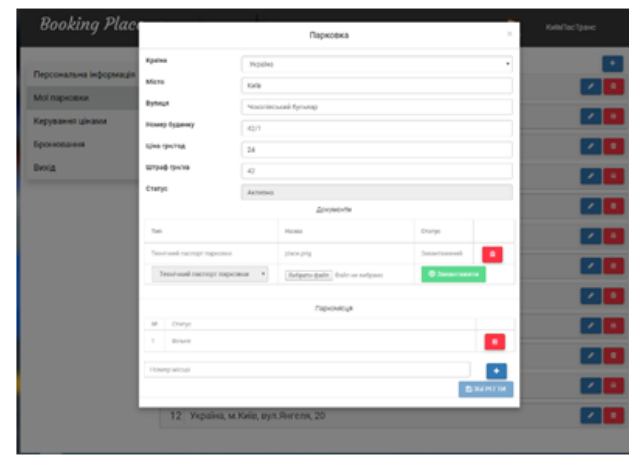 Booking Place
КиївПасТранс
Парковка
×
Персональна інформація
Мої парковки
Керування цінами
Бронювання
Вихід
Країна
Україна
Місто
Київ
Вулиця
Чоколівський бульвар
Номер будинку
42/1
Ціна грн/год
24
Штраф грн/хв
42
Статус
Активна
Документи
Тип
Назва
Статус
Технічний паспорт парковки
place.png
Завантажений
Технічний паспорт парковки
Вибрати файл
Файл не вибрано
Завантажити
Паркомісця
№
Статус
1
Вільне
Номер місця
ЗБЕРЕГТИ
12 Україна, м.Київ, вул.Янгеля, 20